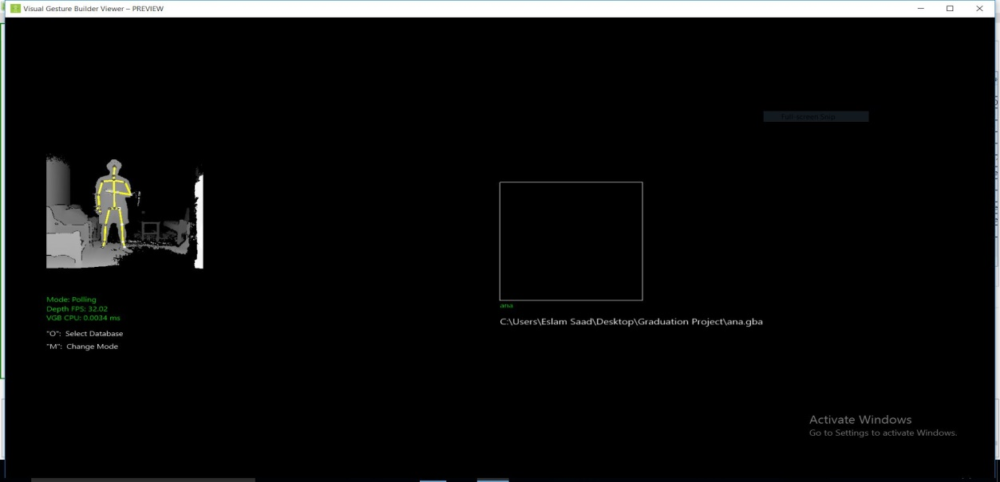 Visual Gesture Builder Viewer – PREVIEW
Full-screen Snip
Mode: Polling
Depth FPS: 32.02
VGB CPU: 0.0034 ms
"O":  Select Database
"M":  Change Mode
ana
C:\Users\Eslam Saad\Desktop\Graduation Project\ana.gba
Activate Windows
Go to Settings to activate Windows.